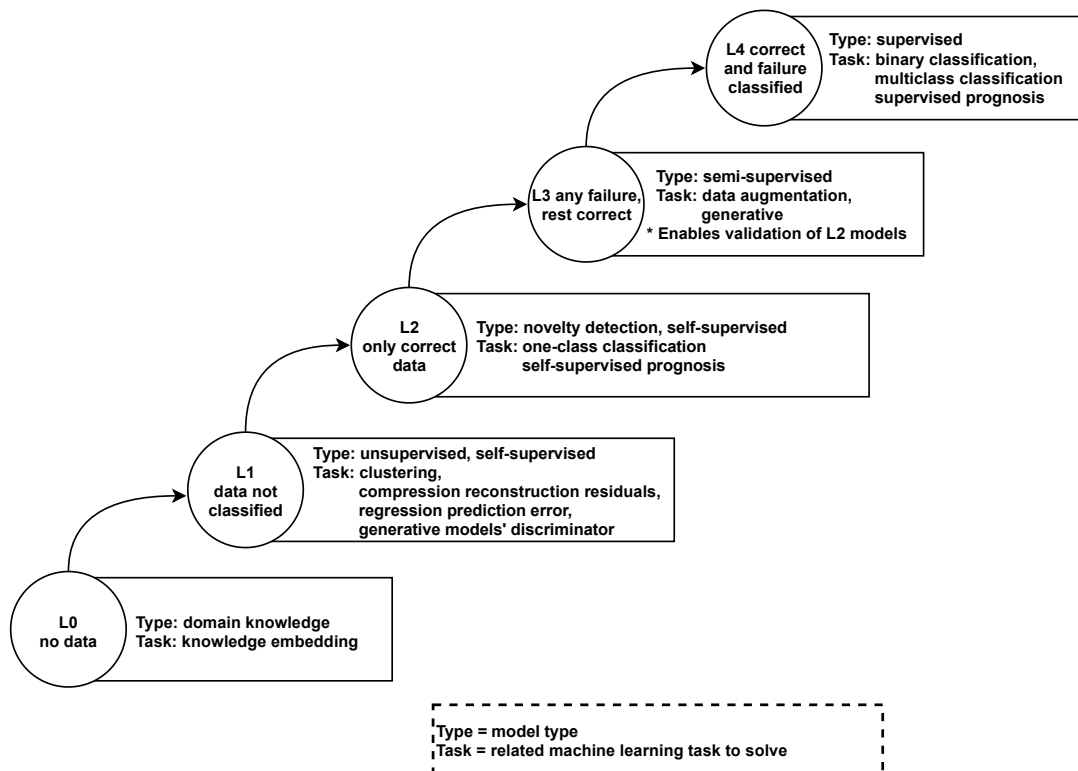 L4 correct
and failure
classified
Type: supervised
Task: binary classification,
multiclass classification
supervised prognosis
L3 any failure,
rest correct
Type: semi-supervised
Task: data augmentation,
generative
* Enables validation of L2 models
L2
only correct
data
Type: novelty detection, self-supervised
Task: one-class classification
self-supervised prognosis
L1
data not
classified
Type: unsupervised, self-supervised
Task: clustering,
compression reconstruction residuals,
regression prediction error,
generative models' discriminator
L0
no data
Type: domain knowledge
Task: knowledge embedding
Type = model type
Task = related machine learning task to solve